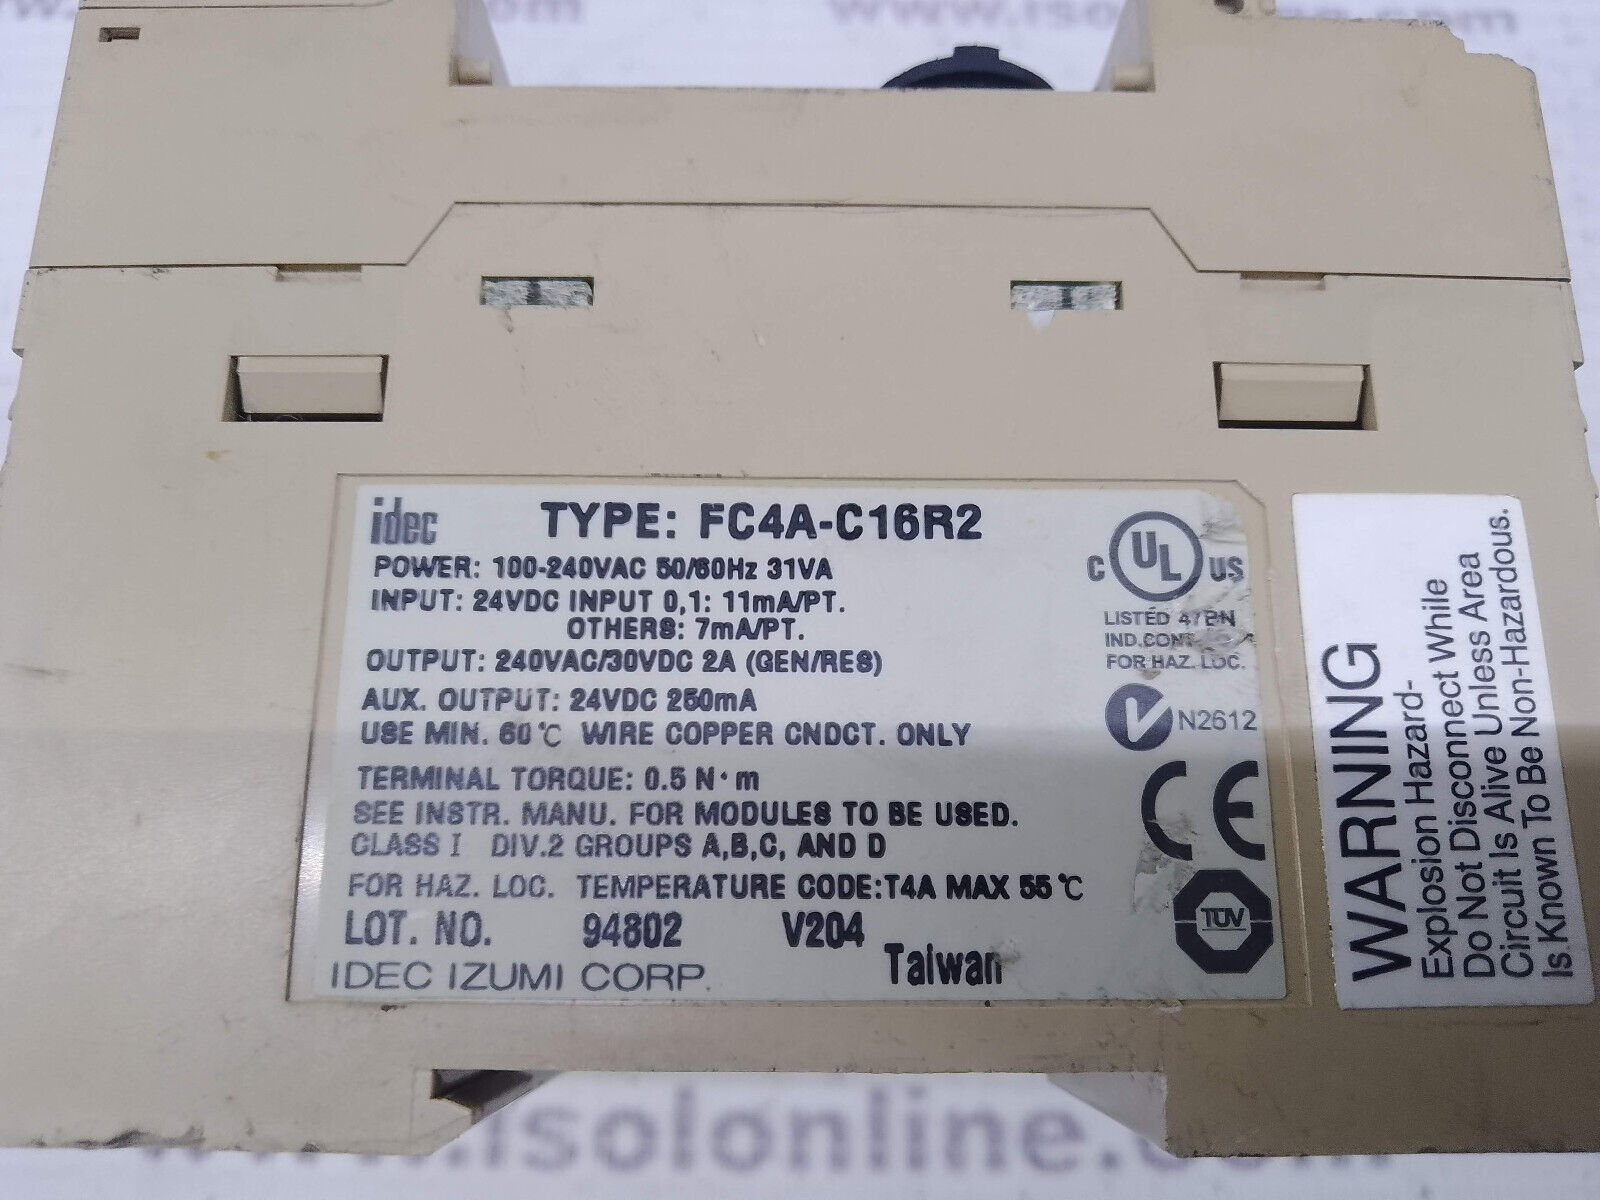 www.isolonline.com
idec TYPE: FC4A-C16R2
POWER: 100-240VAC 50/60Hz 31VA
INPUT: 24VDC INPUT 0,1: 11mA/PT.
OTHERS: 7mA/PT.
OUTPUT: 240VAC/30VDC 2A (GEN/RES)
AUX. OUTPUT: 24VDC 250mA
USE MIN. 60℃ WIRE COPPER CNDCT. ONLY
TERMINAL TORQUE: 0.5 N·m
SEE INSTR. MANU. FOR MODULES TO BE USED.
CLASS I DIV.2 GROUPS A,B,C, AND D
FOR HAZ. LOC. TEMPERATURE CODE:T4A MAX 55℃
LOT. NO. 94802 V204
Taiwan
IDEC IZUMI CORP.
C UL US
LISTED
IND.CONT.
FOR HAZ. LOC.
N2612
CE
TÜV
WARNING
Explosion Hazard-
Do Not Disconnect While
Circuit Is Alive Unless Area
Is Known To Be Non-Hazardous.
www.isolonline.com